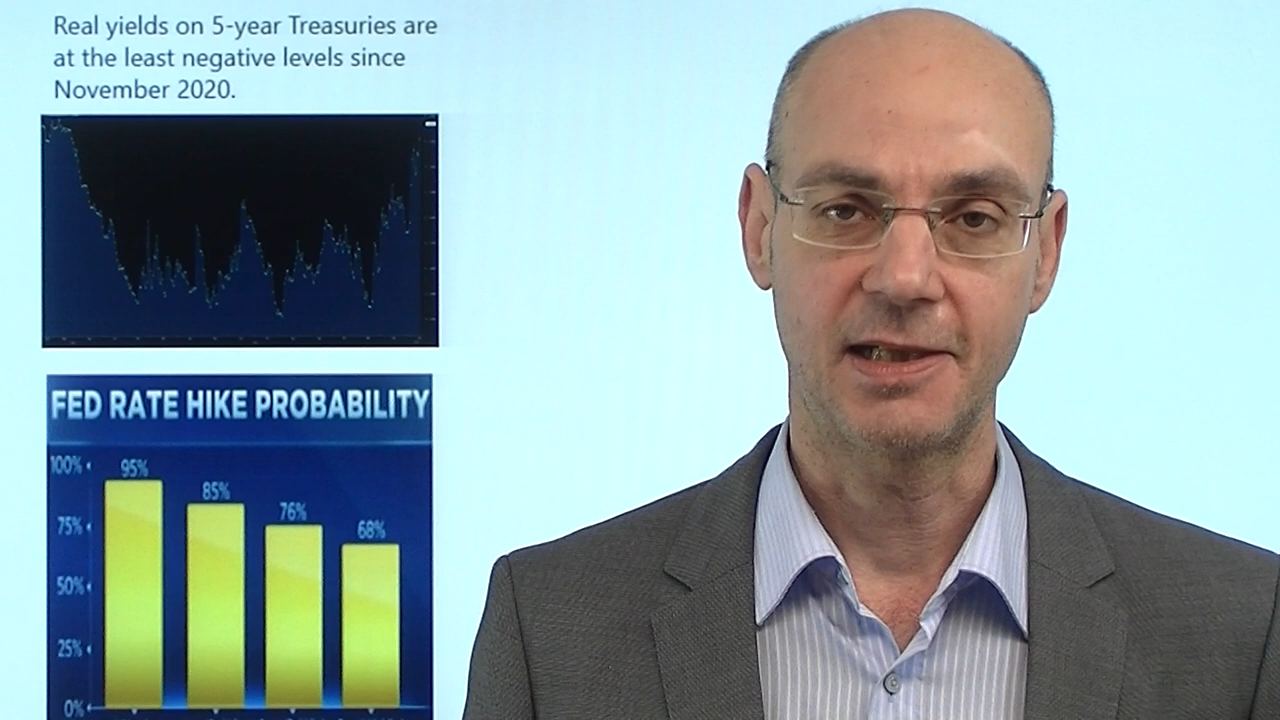 Real yields on 5-year Treasuries are
at the least negative levels since
November 2020.
FED RATE HIKE PROBABILITY
100%
95%
85%
76%
68%
75%
50%
25%
0%